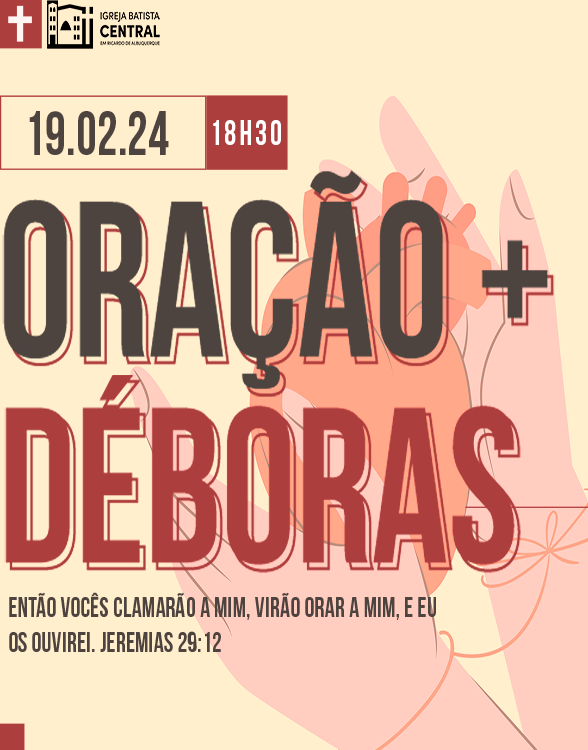 IGREJA BATISTA
CENTRAL
EM RICARDO DE ALBUQUERQUE
19.02.24
18H30
ORAÇÃO +
DÉBORAS
ENTÃO VOCÊS CLAMARÃO A MIM, VIRÃO ORAR A MIM, E EU
OS OUVIREI. JEREMIAS 29:12